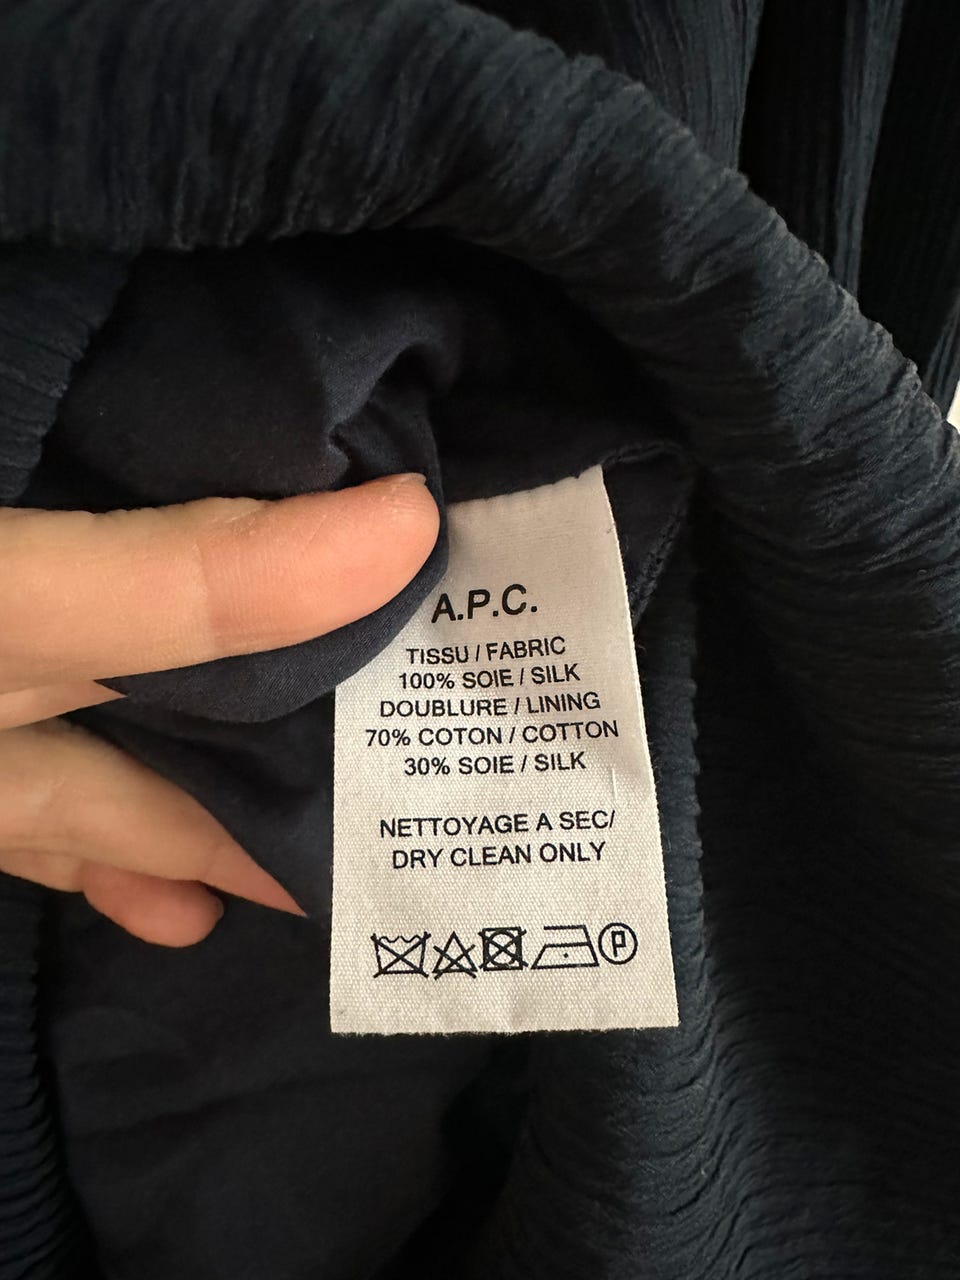 A.P.C.
TISSU / FABRIC
100% SOIE / SILK
DOUBLURE / LINING
70% COTON / COTTON
30% SOIE / SILK
NETTOYAGE A SEC/
DRY CLEAN ONLY
P